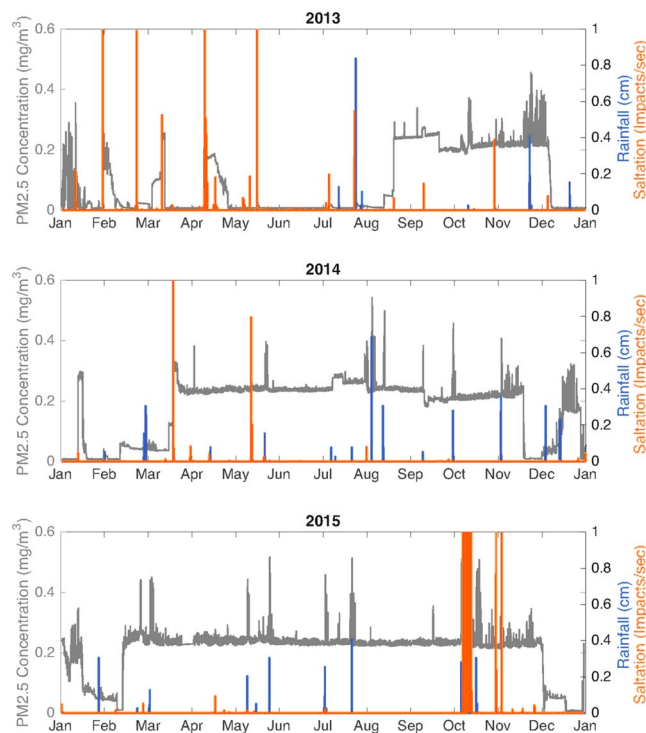 2013
PM2.5 Concentration (mg/m³)
0.6
0.4
0.2
0
1
0.8
0.6
0.4
0.2
0
Rainfall (cm)
Saltation (Impacts/sec)
Jan Feb Mar Apr May Jun Jul Aug Sep Oct Nov Dec Jan
2014
PM2.5 Concentration (mg/m³)
0.6
0.4
0.2
0
1
0.8
0.6
0.4
0.2
0
Rainfall (cm)
Saltation (Impacts/sec)
Jan Feb Mar Apr May Jun Jul Aug Sep Oct Nov Dec Jan
2015
PM2.5 Concentration (mg/m³)
0.6
0.4
0.2
0
1
0.8
0.6
0.4
0.2
0
Rainfall (cm)
Saltation (Impacts/sec)
Jan Feb Mar Apr May Jun Jul Aug Sep Oct Nov Dec Jan